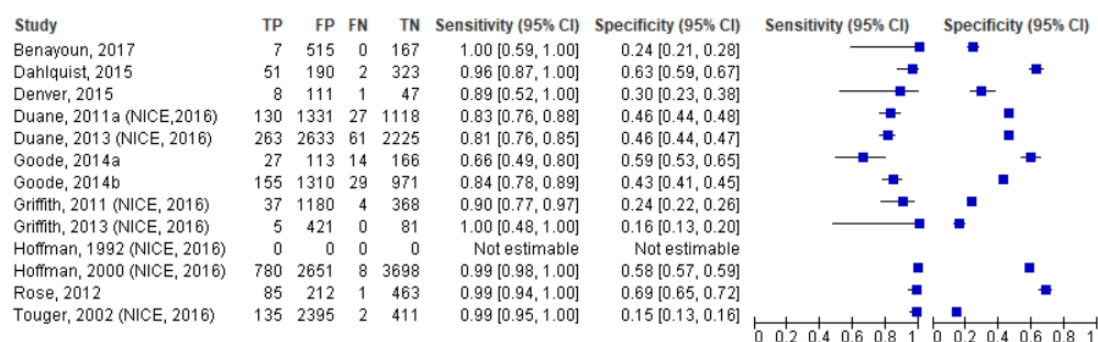 Study TP FP FN TN Sensitivity (95% CI) Specificity (95% CI) Sensitivity (95% CI) Specificity (95% CI)
Benayoun, 2017 7 515 0 167 1.00 [0.59, 1.00] 0.24 [0.21, 0.28]
Dahlquist, 2015 51 190 2 323 0.96 [0.87, 1.00] 0.63 [0.59, 0.67]
Denver, 2015 8 111 1 47 0.89 [0.52, 1.00] 0.30 [0.23, 0.38]
Duane, 2011a (NICE,2016) 130 1331 27 1118 0.83 [0.76, 0.88] 0.46 [0.44, 0.48]
Duane, 2013 (NICE, 2016) 263 2633 61 2225 0.81 [0.76, 0.85] 0.46 [0.44, 0.47]
Goode, 2014a 27 113 14 166 0.66 [0.49, 0.80] 0.59 [0.53, 0.65]
Goode, 2014b 155 1310 29 971 0.84 [0.78, 0.89] 0.43 [0.41, 0.45]
Griffith, 2011 (NICE, 2016) 37 1180 4 368 0.90 [0.77, 0.97] 0.24 [0.22, 0.26]
Griffith, 2013 (NICE, 2016) 5 421 0 81 1.00 [0.48, 1.00] 0.16 [0.13, 0.20]
Hoffman, 1992 (NICE, 2016) 0 0 0 0 Not estimable Not estimable
Hoffman, 2000 (NICE, 2016) 780 2651 8 3698 0.99 [0.98, 1.00] 0.58 [0.57, 0.59]
Rose, 2012 85 212 1 463 0.99 [0.94, 1.00] 0.69 [0.65, 0.72]
Touger, 2002 (NICE, 2016) 135 2395 2 411 0.99 [0.95, 1.00] 0.15 [0.13, 0.16]
0 0.2 0.4 0.6 0.8 1 0 0.2 0.4 0.6 0.8 1